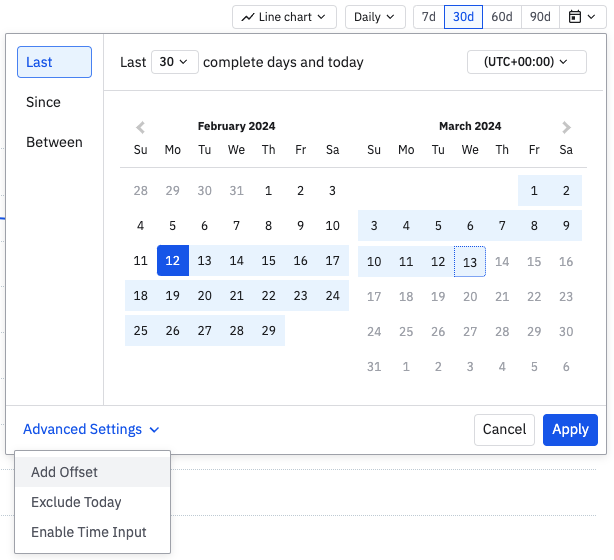 Line chart Daily 7d 30d 60d 90d
Last Last 30 complete days and today (UTC+00:00)
Since
Between
February 2024 March 2024
Su Mo Tu We Th Fr Sa Su Mo Tu We Th Fr Sa
28 29 30 31 1 2 3 1 2
4 5 6 7 8 9 10 3 4 5 6 7 8 9
11 12 13 14 15 16 17 10 11 12 13 14 15 16
18 19 20 21 22 23 24 17 18 19 20 21 22 23
25 26 27 28 29 24 25 26 27 28 29 30
31 1 2 3 4 5 6
Advanced Settings Cancel Apply
Add Offset
Exclude Today
Enable Time Input